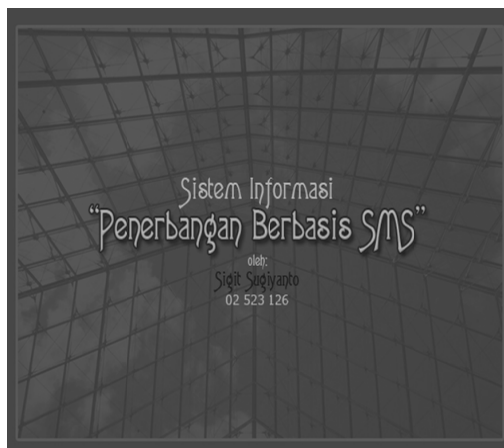 Sistem Informasi
“Penerbangan Berbasis SMS”
oleh:
Sigit Sugiyanto
02 523 126